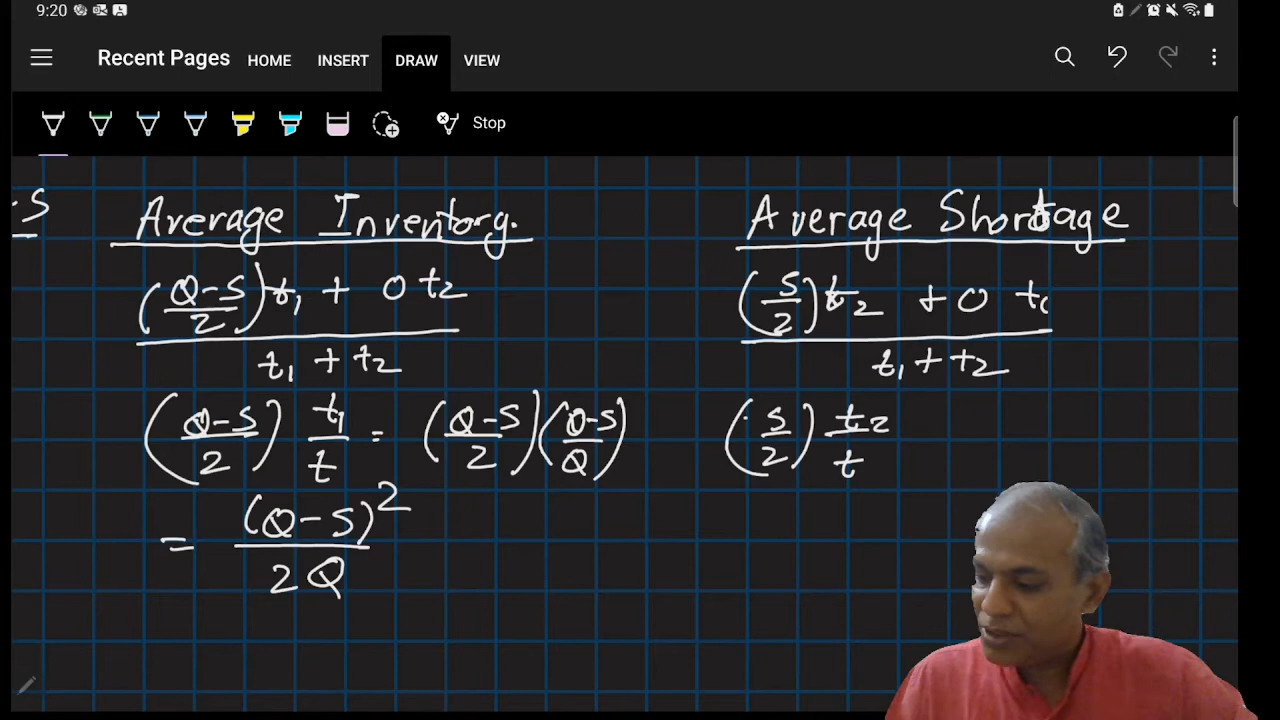 9:20
Recent Pages HOME INSERT DRAW VIEW
Stop
-S
Average Inventorg.
((Q-S)/2) t₁ + 0 t₂
t₁ + t₂
((Q-S)/2) t₁/t = ((Q-S)/2)((Q-S)/Q)
= (Q-S)²/2Q
Average Shortage
(S/2) t₂ + 0 t₁
t₁ + t₂
(S/2) t₂/t